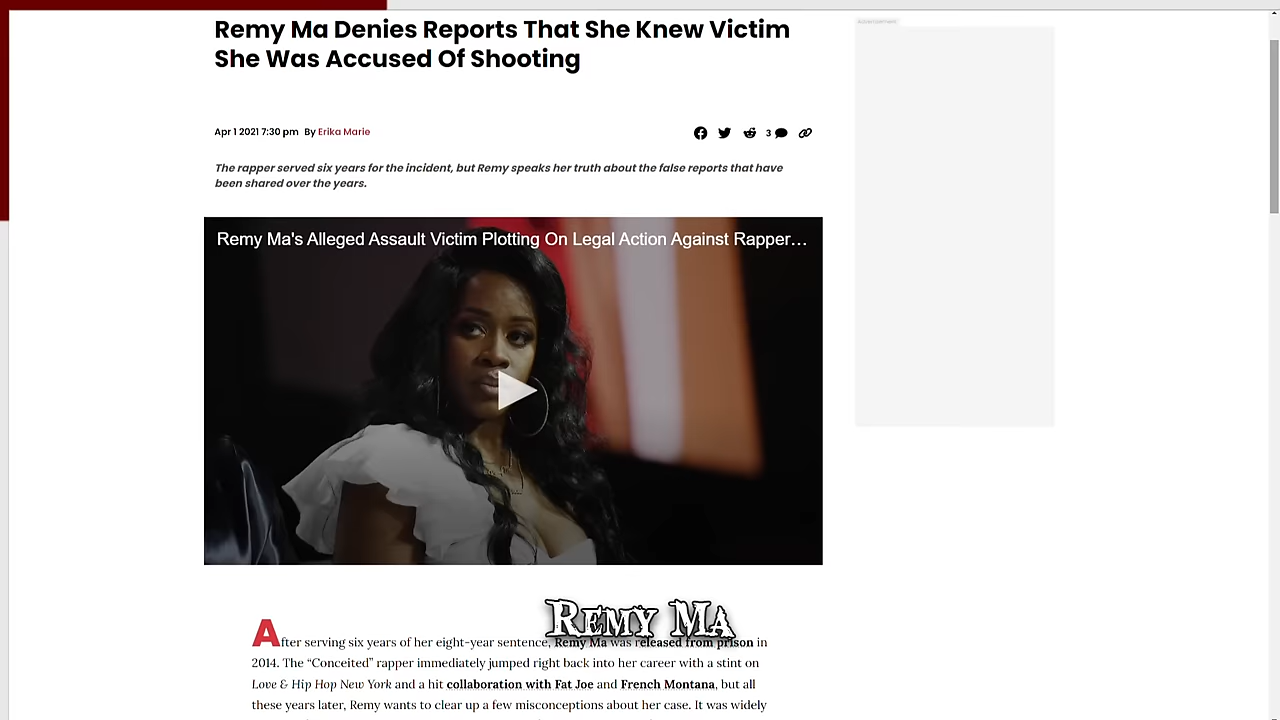 Remy Ma Denies Reports That She Knew Victim
She Was Accused Of Shooting
Advertisement
Apr 1 2021 7:30 pm By Erika Marie
3
The rapper served six years for the incident, but Remy speaks her truth about the false reports that have
been shared over the years.
Remy Ma's Alleged Assault Victim Plotting On Legal Action Against Rapper...
REMY MA
After serving six years of her eight-year sentence, Remy Ma was released from prison in
2014. The “Conceited” rapper immediately jumped right back into her career with a stint on
Love & Hip Hop New York and a hit collaboration with Fat Joe and French Montana, but all
these years later, Remy wants to clear up a few misconceptions about her case. It was widely